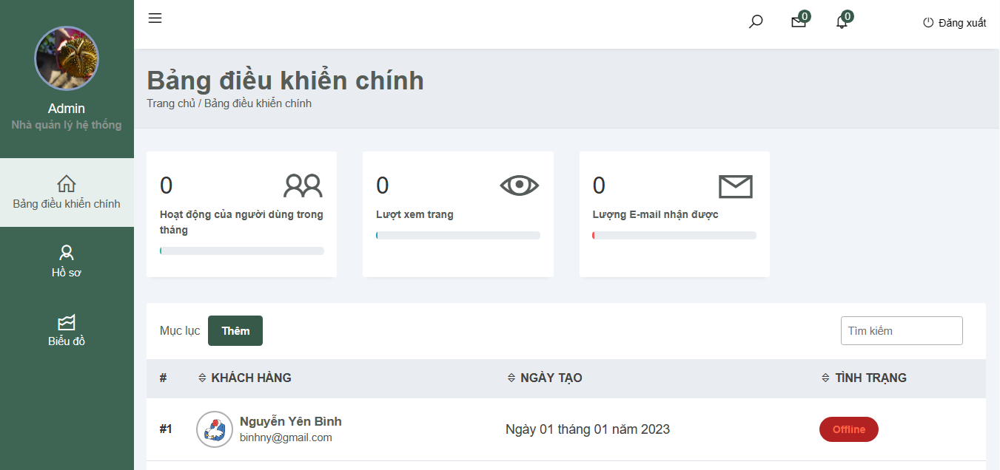 0
0
Đăng xuất
Admin
Nhà quản lý hệ thống
Bảng điều khiển chính
Hồ sơ
Biểu đồ
Bảng điều khiển chính
Trang chủ / Bảng điều khiển chính
0
Hoạt động của người dùng trong
tháng
0
Lượt xem trang
0
Lượng E-mail nhận được
Mục lục
Thêm
Tìm kiếm
# KHÁCH HÀNG NGÀY TẠO TÌNH TRẠNG
#1
Nguyễn Yên Bình
binhny@gmail.com
Ngày 01 tháng 01 năm 2023
Offline